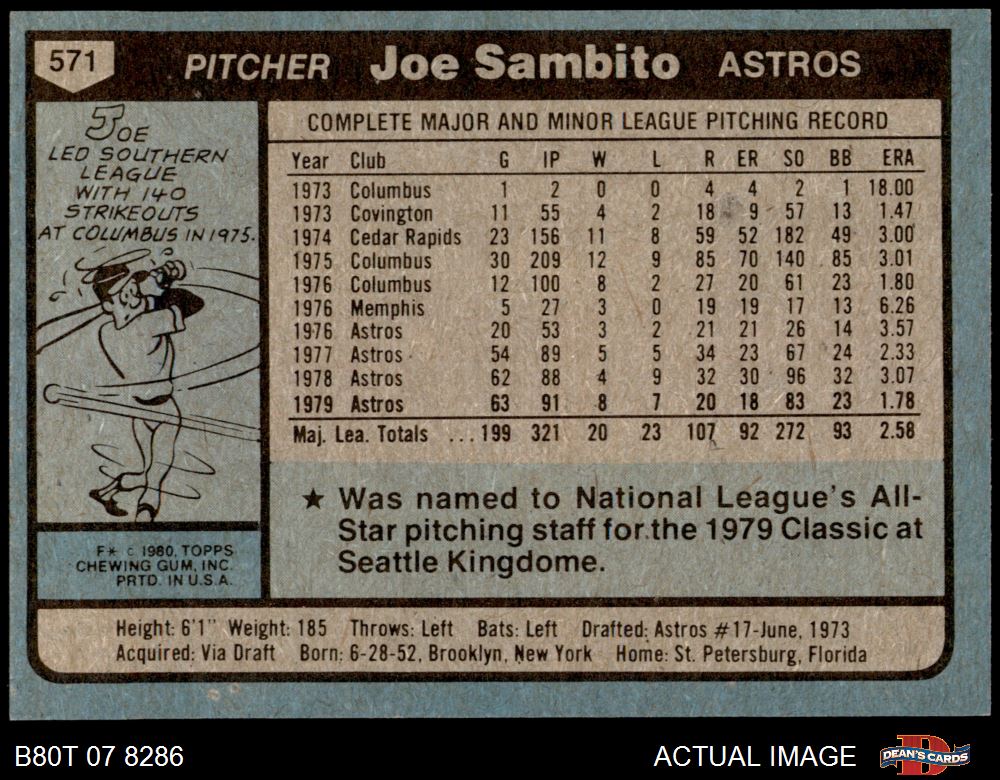 571 PITCHER Joe Sambito ASTROS
JOE
LED SOUTHERN
LEAGUE
WITH 140
STRIKEOUTS
AT COLUMBUS IN 1975.
F* © 1980, TOPPS
CHEWING GUM, INC.
PRTD. IN U.S.A.
COMPLETE MAJOR AND MINOR LEAGUE PITCHING RECORD
Year Club G IP W L R ER SO BB ERA
1973 Columbus 1 2 0 0 4 4 2 1 18.00
1973 Covington 11 55 4 2 18 9 57 13 1.47
1974 Cedar Rapids 23 156 11 8 59 52 182 49 3.00
1975 Columbus 30 209 12 9 85 70 140 85 3.01
1976 Columbus 12 100 8 2 27 20 61 23 1.80
1976 Memphis 5 27 3 0 19 19 17 13 6.26
1976 Astros 20 53 3 2 21 21 26 14 3.57
1977 Astros 54 89 5 5 34 23 67 24 2.33
1978 Astros 62 88 4 9 32 30 96 32 3.07
1979 Astros 63 91 8 7 20 18 83 23 1.78
Maj. Lea. Totals ... 199 321 20 23 107 92 272 93 2.58
★ Was named to National League's All-
Star pitching staff for the 1979 Classic at
Seattle Kingdome.
Height: 6'1" Weight: 185 Throws: Left Bats: Left Drafted: Astros #17-June, 1973
Acquired: Via Draft Born: 6-28-52, Brooklyn, New York Home: St. Petersburg, Florida
B80T 07 8286 ACTUAL IMAGE DEAN'S CARDS